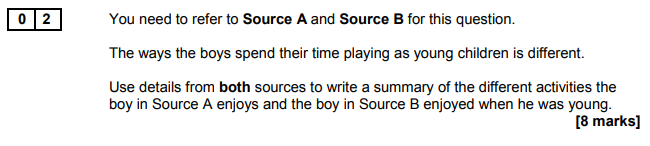 0 2 You need to refer to Source A and Source B for this question.
The ways the boys spend their time playing as young children is different.
Use details from both sources to write a summary of the different activities the
boy in Source A enjoys and the boy in Source B enjoyed when he was young.
[8 marks]